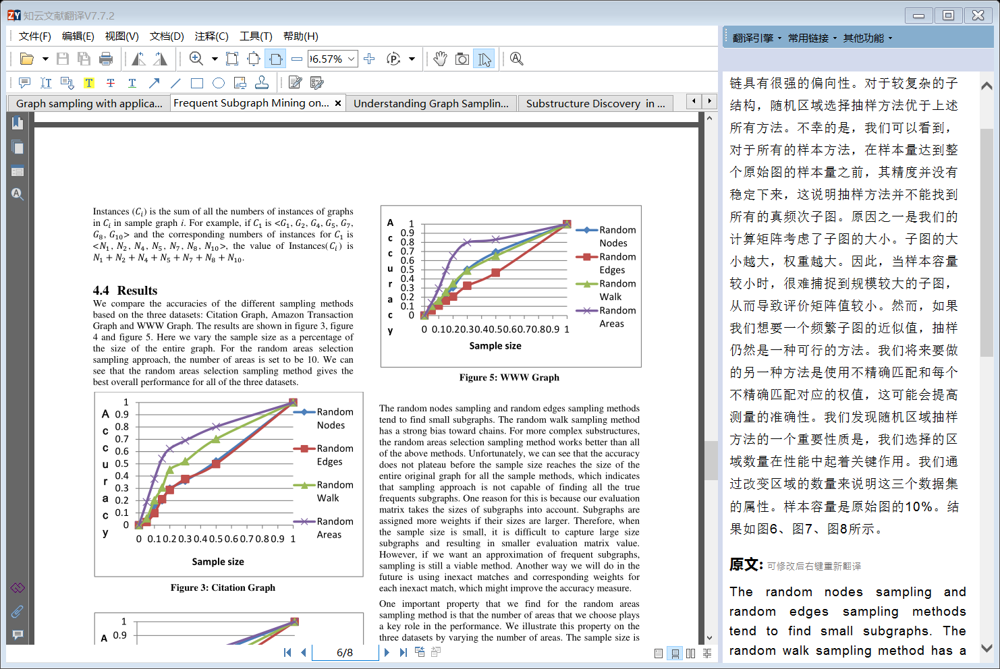 知云文献翻译V7.7.2
文件(F) 编辑(E) 视图(V) 文档(D) 注释(C) 工具(T) 帮助(H)
翻译引擎 常用链接 其他功能
96.57%
Graph sampling with applica...
Frequent Subgraph Mining on...
Understanding Graph Samplin...
Substructure Discovery in ...
Instances (Ci) is the sum of all the numbers of instances of graphs
in Ci in sample graph i. For example, if C1 is <G1, G2, G4, G5, G7,
G8, G10> and the corresponding numbers of instances for C1 is
<N1, N2, N4, N5, N7, N8, N10>, the value of Instances(Ci) is
N1 + N2 + N4 + N5 + N7 + N8 + N10.
4.4 Results
We compare the accuracies of the different sampling methods
based on the three datasets: Citation Graph, Amazon Transaction
Graph and WWW Graph. The results are shown in figure 3, figure
4 and figure 5. Here we vary the sample size as a percentage of
the size of the entire graph. For the random areas selection
sampling approach, the number of areas is set to be 10. We can
see that the random areas selection sampling method gives the
best overall performance for all of the three datasets.
Accuracy
1
0.9
0.8
0.7
0.6
0.5
0.4
0.3
0.2
0.1
0
0 0.1 0.2 0.3 0.4 0.5 0.6 0.7 0.8 0.9 1
Sample size
Random
Nodes
Random
Edges
Random
Walk
Random
Areas
Figure 3: Citation Graph
A
1
0.9
Accuracy
1
0.9
0.8
0.7
0.6
0.5
0.4
0.3
0.2
0.1
0
0 0.1 0.2 0.3 0.4 0.5 0.6 0.7 0.8 0.9 1
Sample size
Random
Nodes
Random
Edges
Random
Walk
Random
Areas
Figure 5: WWW Graph
The random nodes sampling and random edges sampling methods
tend to find small subgraphs. The random walk sampling method
has a strong bias toward chains. For more complex substructures,
the random areas selection sampling method works better than all
of the above methods. Unfortunately, we can see that the accuracy
does not plateau before the sample size reaches the size of the
entire original graph for all the sample methods, which indicates
that sampling approach is not capable of finding all the true
frequents subgraphs. One reason for this is because our evaluation
matrix takes the sizes of subgraphs into account. Subgraphs are
assigned more weights if their sizes are larger. Therefore, when
the sample size is small, it is difficult to capture large size
subgraphs and resulting in smaller evaluation matrix value.
However, if we want an approximation of frequent subgraphs,
sampling is still a viable method. Another way we will do in the
future is using inexact matches and corresponding weights for
each inexact match, which might improve the accuracy measure.
One important property that we find for the random areas
sampling method is that the number of areas that we choose plays
a key role in the performance. We illustrate this property on the
three datasets by varying the number of areas. The sample size is
6/8
链具有很强的偏向性。对于较复杂的子
结构，随机区域选择抽样方法优于上述
所有方法。不幸的是，我们可以看到，
对于所有的样本方法，在样本量达到整
个原始图的样本量之前，其精度并没有
稳定下来，这说明抽样方法并不能找到
所有的真频次子图。原因之一是我们的
计算矩阵考虑了子图的大小。子图的大
小越大，权重越大。因此，当样本容量
较小时，很难捕捉到规模较大的子图，
从而导致评价矩阵值较小。然而，如果
我们想要一个频繁子图的近似值，抽样
仍然是一种可行的方法。我们将来要做
的另一种方法是使用不精确匹配和每个
不精确匹配对应的权值，这可能会提高
测量的准确性。我们发现随机区域抽样
方法的一个重要性质是，我们选择的区
域数量在性能中起着关键作用。我们通
过改变区域的数量来说明这三个数据集
的属性。样本容量是原始图的10%。结
果如图6、图7、图8所示。
原文: 可修改后右键重新翻译
The random nodes sampling and
random edges sampling methods
tend to find small subgraphs. The
random walk sampling method has a